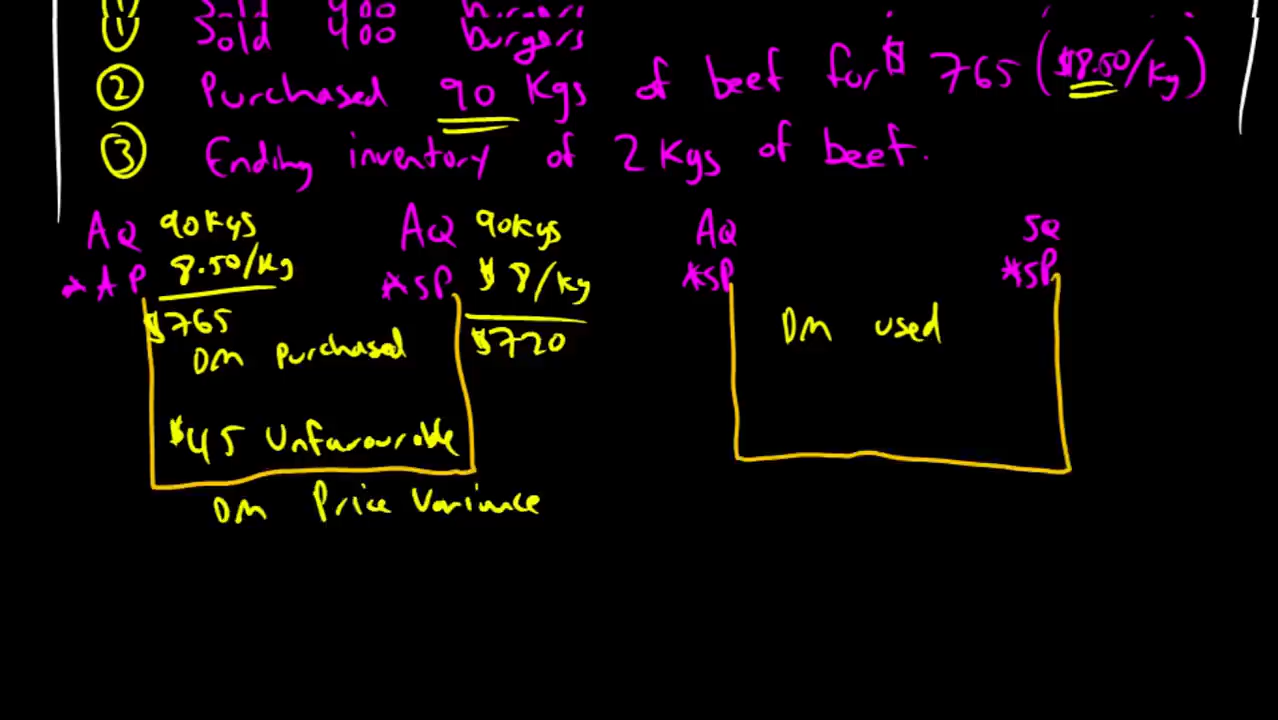 ① Sold 400 burgers
② Purchased 90 Kgs of beef for $ 765 ($8.50/Kg)
③ Ending inventory of 2 Kgs of beef.
AQ 90Kgs AQ 90Kgs AQ SQ
* AP 8.50/Kg *SP $8/Kg *SP *SP
$765 $720 DM used
DM Purchased
$45 Unfavourable
DM Price Variance